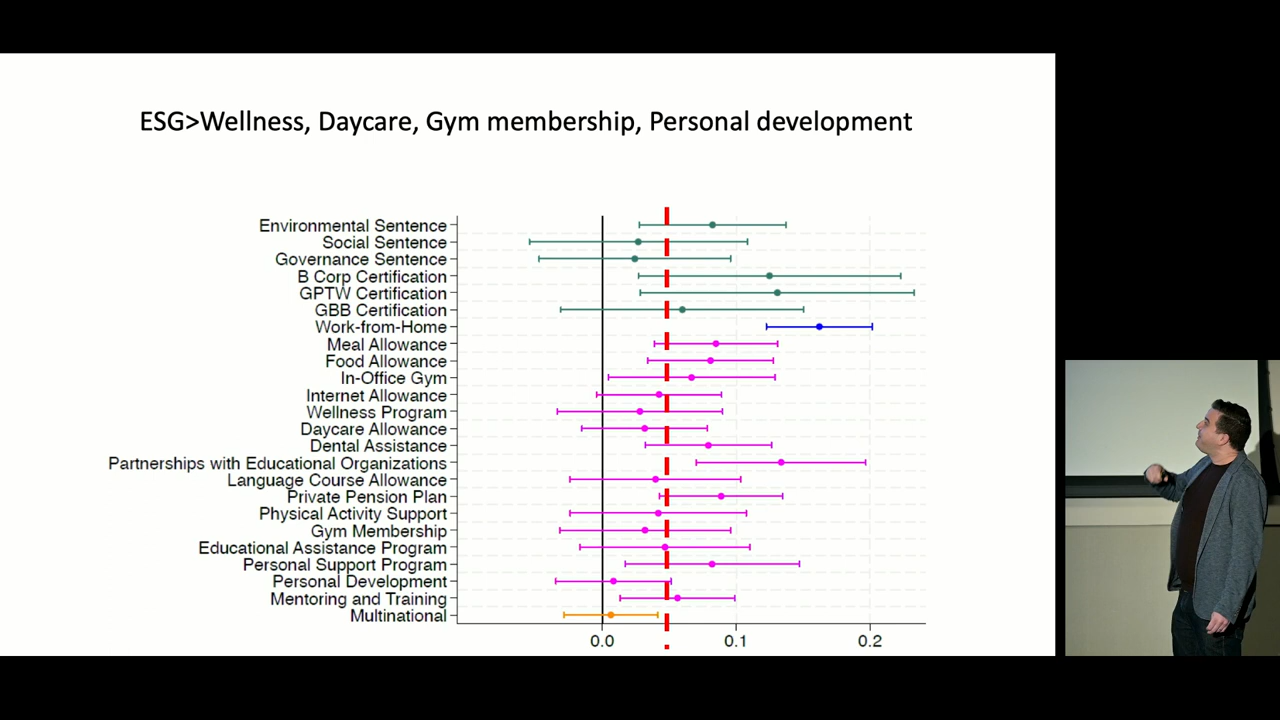 ESG>Wellness, Daycare, Gym membership, Personal development
Environmental Sentence
Social Sentence
Governance Sentence
B Corp Certification
GPTW Certification
GBB Certification
Work-from-Home
Meal Allowance
Food Allowance
In-Office Gym
Internet Allowance
Wellness Program
Daycare Allowance
Dental Assistance
Partnerships with Educational Organizations
Language Course Allowance
Private Pension Plan
Physical Activity Support
Gym Membership
Educational Assistance Program
Personal Support Program
Personal Development
Mentoring and Training
Multinational
0.0 0.1 0.2